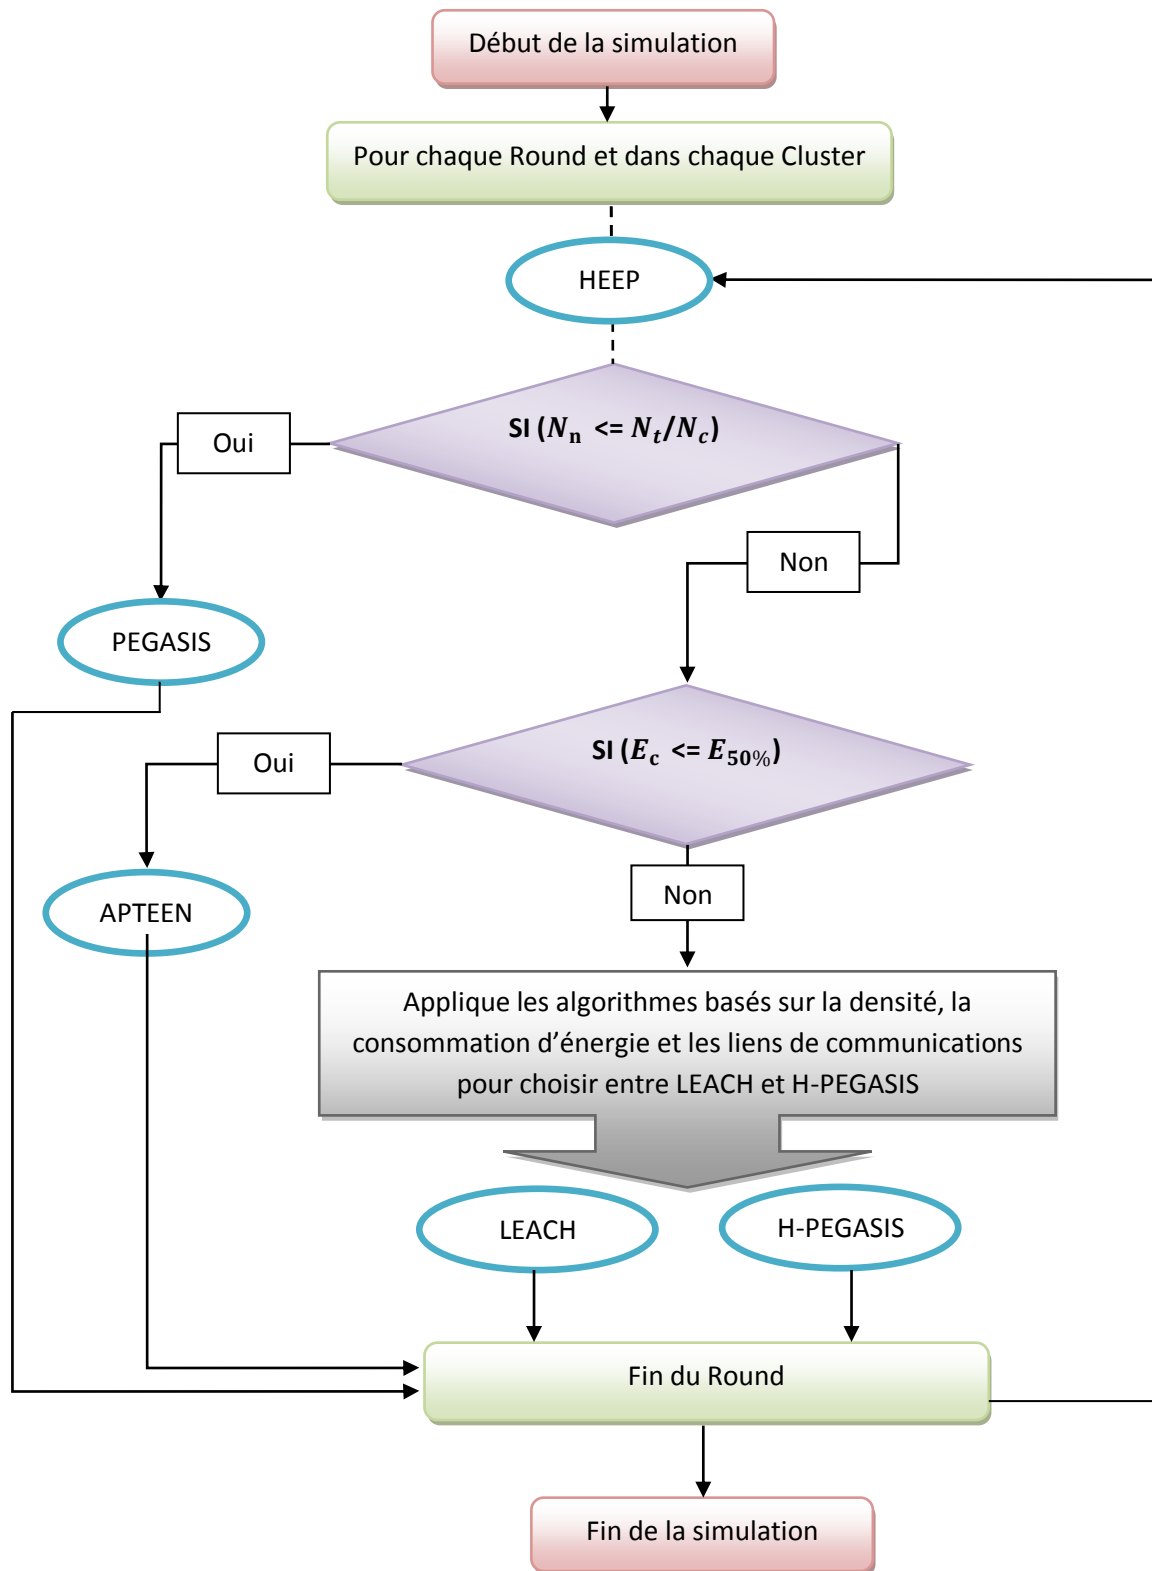 Début de la simulation
Pour chaque Round et dans chaque Cluster
HEEP
SI (Nn <= Nt/Nc)
Oui
Non
PEGASIS
SI (Ec <= E50%)
Oui
Non
APTEEN
Applique les algorithmes basés sur la densité, la
consommation d’énergie et les liens de communications
pour choisir entre LEACH et H-PEGASIS
LEACH
H-PEGASIS
Fin du Round
Fin de la simulation